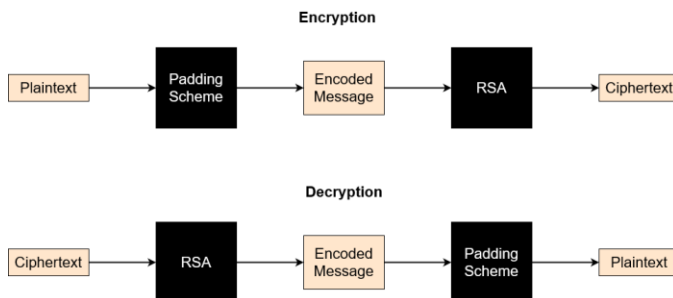 Encryption
Plaintext
Padding
Scheme
Encoded
Message
RSA
Ciphertext
Decryption
Ciphertext
RSA
Encoded
Message
Padding
Scheme
Plaintext